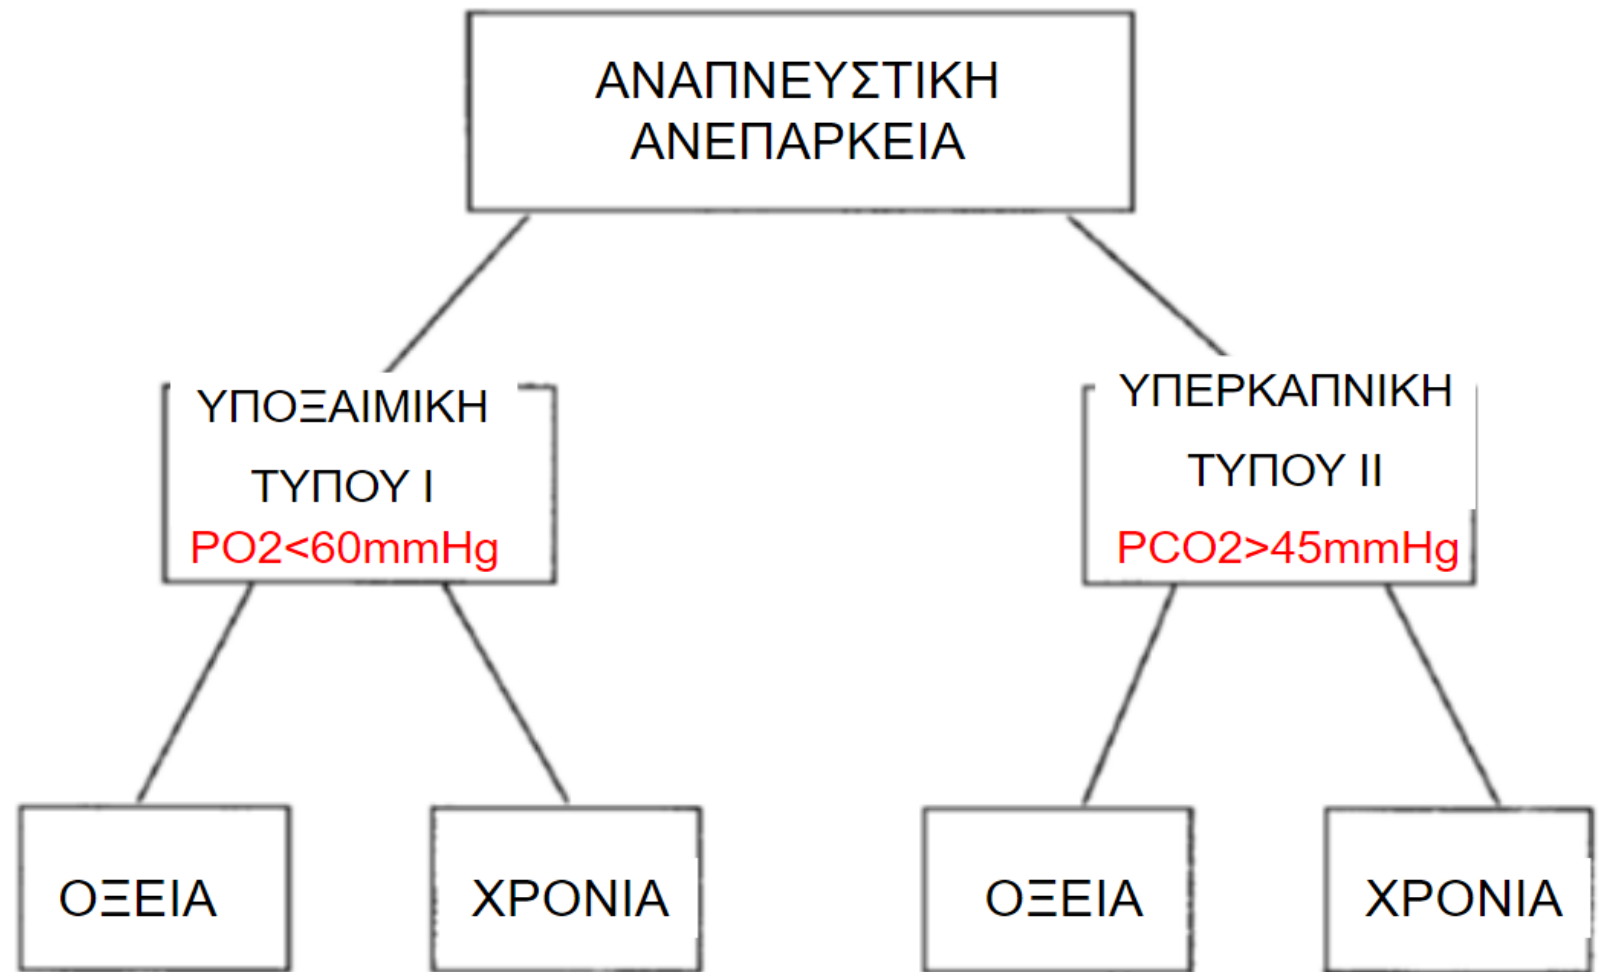 ΑΝΑΠΝΕΥΣΤΙΚΗ
ΑΝΕΠΑΡΚΕΙΑ
ΥΠΟΞΑΙΜΙΚΗ
ΤΥΠΟΥ Ι
PO2<60mmHg
ΥΠΕΡΚΑΠΝΙΚΗ
ΤΥΠΟΥ ΙΙ
PCO2>45mmHg
ΟΞΕΙΑ
ΧΡΟΝΙΑ
ΟΞΕΙΑ
ΧΡΟΝΙΑ